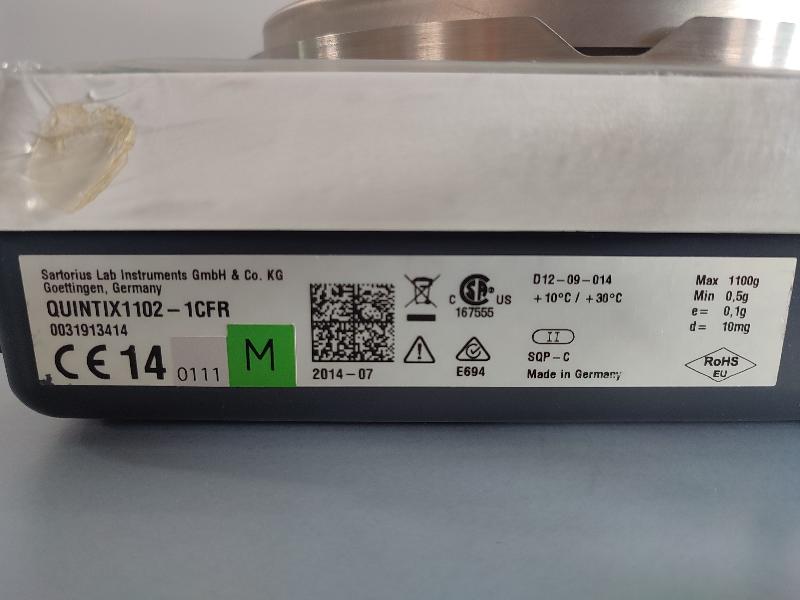 Sartorius Lab Instruments GmbH & Co. KG
Goettingen, Germany
QUINTIX1102-1CFR
0031913414
CE 14
0111
M
2014-07
C
US
167555
E694
D12-09-014
+10°C / +30°C
II
SQP-C
Made in Germany
Max 1100g
Min 0,5g
e= 0,1g
d= 10mg
RoHS
EU